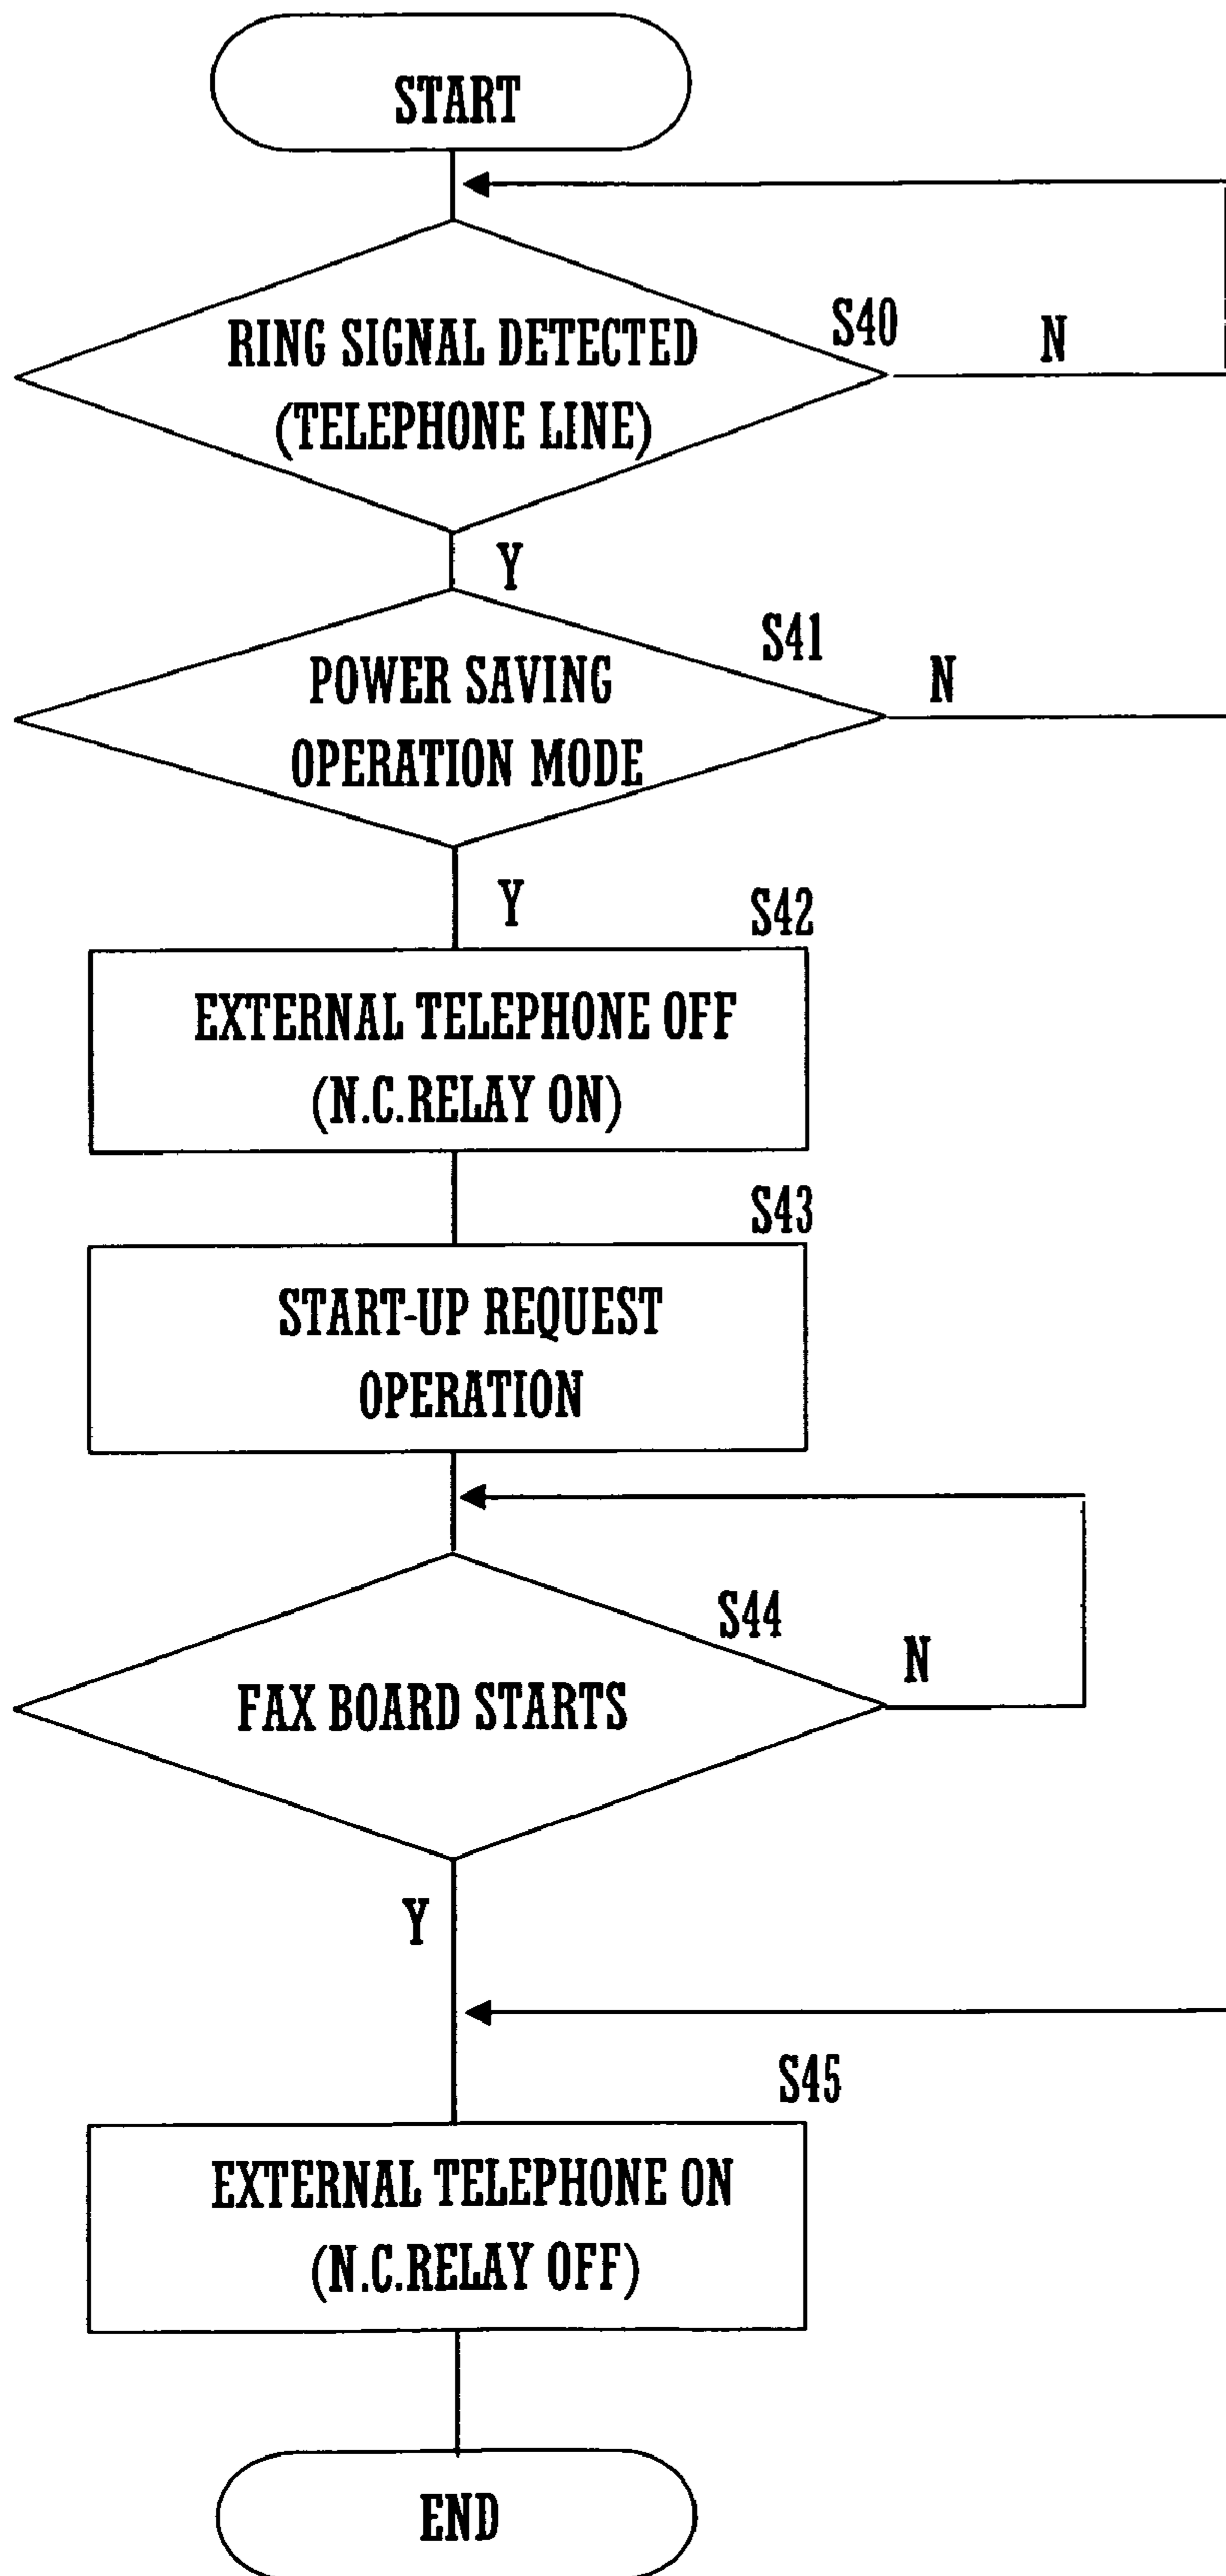 START
RING SIGNAL DETECTED
(TELEPHONE LINE)
S40
N
Y
POWER SAVING
OPERATION MODE
S41
N
Y
S42
EXTERNAL TELEPHONE OFF
(N.C.RELAY ON)
S43
START-UP REQUEST
OPERATION
S44
N
FAX BOARD STARTS
Y
S45
EXTERNAL TELEPHONE ON
(N.C.RELAY OFF)
END